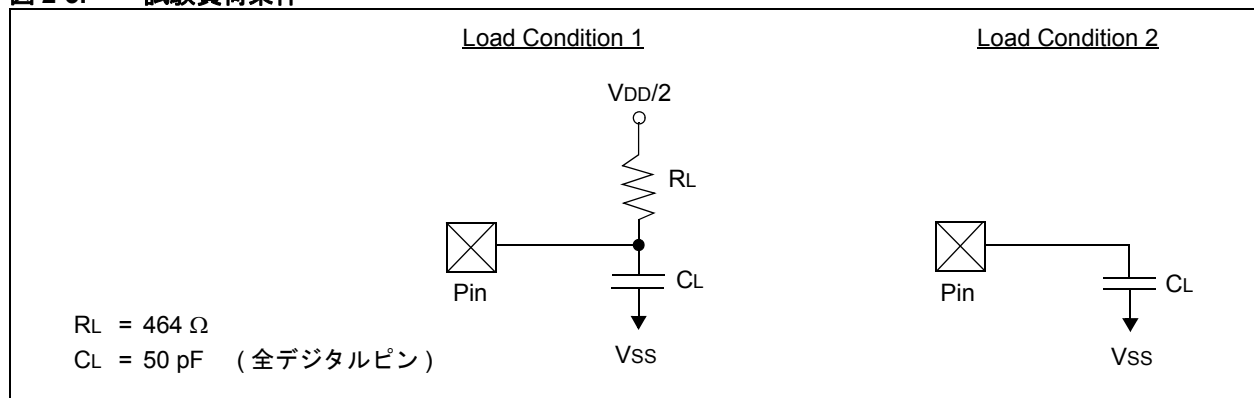 Load Condition 1
Load Condition 2
VDD/2
RL
Pin
CL
VSS
Pin
CL
VSS
RL = 464 Ω
CL = 50 pF ( 全デジタルピン )